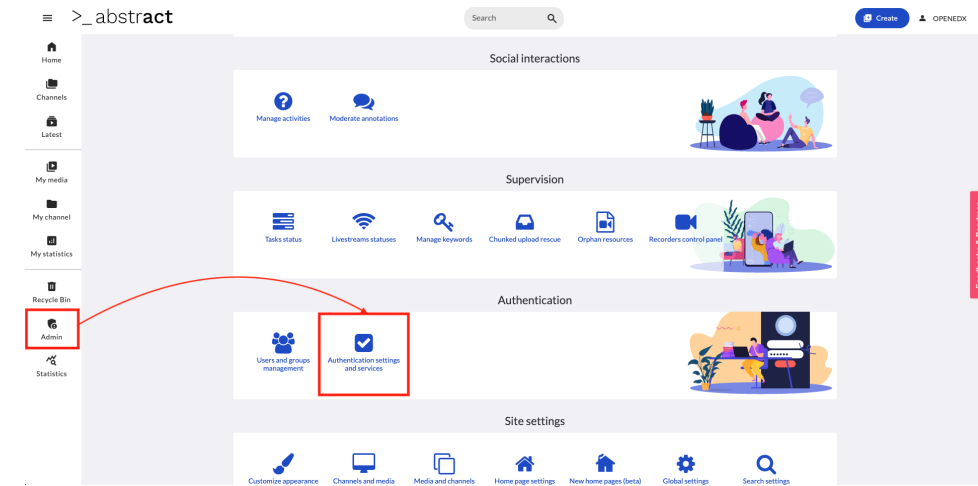 >_ abstract
Search
Create
OPENEDX
Home
Channels
Latest
My media
My channel
My statistics
Recycle Bin
Admin
Statistics
Social interactions
Manage activities
Moderate annotations
Supervision
Tasks status
Livestreams statuses
Manage keywords
Chunked upload rescue
Orphan resources
Recorders control panel
Authentication
Users and groups
management
Authentication settings
and services
Site settings
Customize appearance
Channels and media
Media and channels
Home page settings
New home pages (beta)
Global settings
Search settings